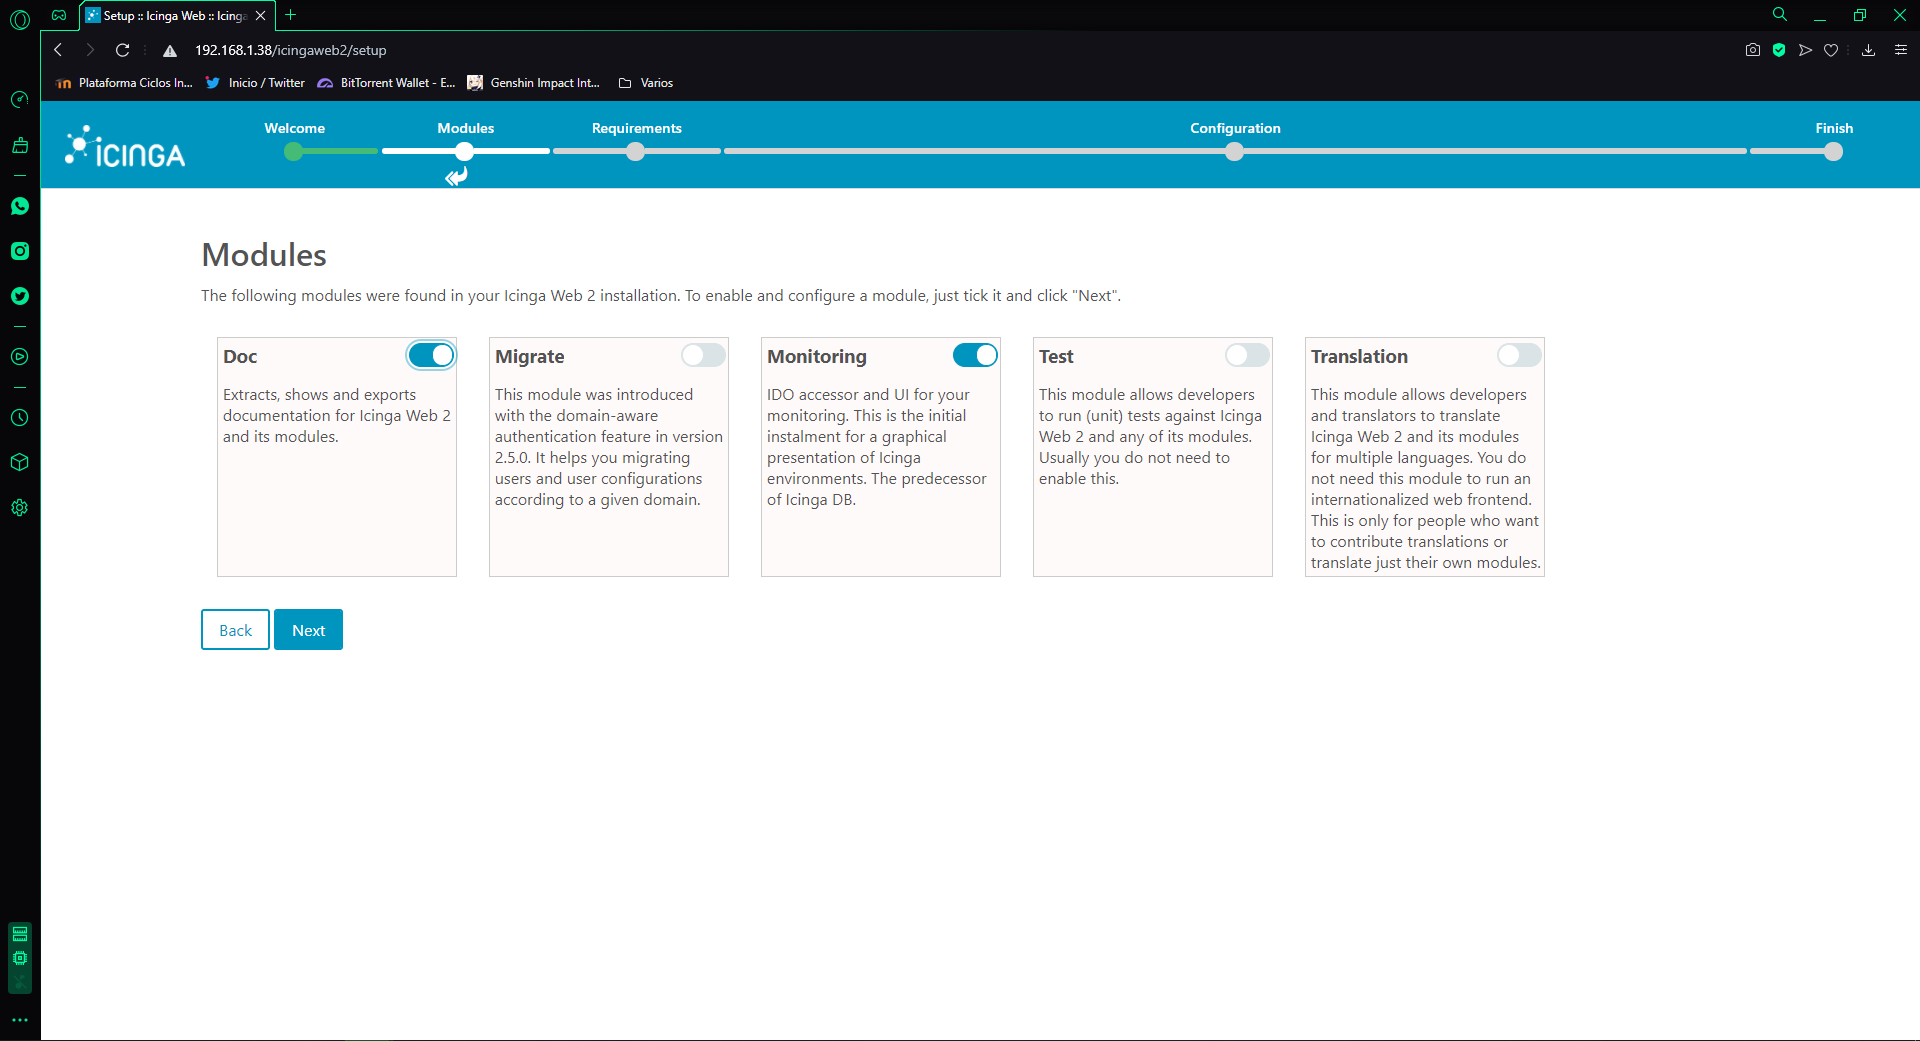 Setup :: Icinga Web :: Icinga
192.168.1.38/icingaweb2/setup
Plataforma Ciclos In...
Inicio / Twitter
BitTorrent Wallet - E...
Genshin Impact Int...
Varios
ICINGA
Welcome
Modules
Requirements
Configuration
Finish
Modules
The following modules were found in your Icinga Web 2 installation. To enable and configure a module, just tick it and click "Next".
Doc
Extracts, shows and exports
documentation for Icinga Web 2
and its modules.
Migrate
This module was introduced
with the domain-aware
authentication feature in version
2.5.0. It helps you migrating
users and user configurations
according to a given domain.
Monitoring
IDO accessor and UI for your
monitoring. This is the initial
instalment for a graphical
presentation of Icinga
environments. The predecessor
of Icinga DB.
Test
This module allows developers
to run (unit) tests against Icinga
Web 2 and any of its modules.
Usually you do not need to
enable this.
Translation
This module allows developers
and translators to translate
Icinga Web 2 and its modules
for multiple languages. You do
not need this module to run an
internationalized web frontend.
This is only for people who want
to contribute translations or
translate just their own modules.
Back
Next